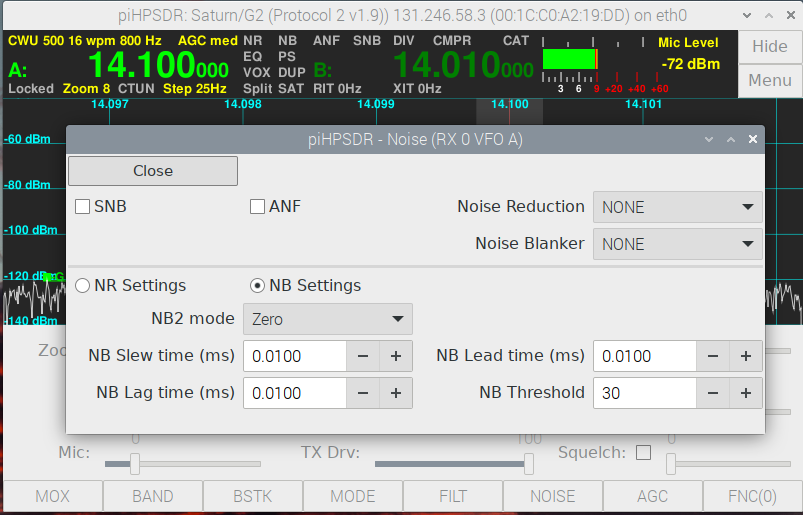 piHPSDR: Saturn/G2 (Protocol 2 v1.9)) 131.246.58.3 (00:1C:C0:A2:19:DD) on eth0
CWU 500 16 wpm 800 Hz AGC med NR NB ANF SNB DIV CMPR CAT Mic Level
EQ PS
A: 14.100000 VOX DUP B: 14.010000 -72 dBm
Locked Zoom 8 CTUN Step 25Hz Split SAT RIT 0Hz XIT 0Hz 3 6 9 +20 +40 +60
Hide
Menu
14.097 14.098 14.099 14.100 14.101
-60 dBm
-80 dBm
-100 dBm
-120 dBm
-140 dBm
piHPSDR - Noise (RX 0 VFO A)
Close
SNB ANF Noise Reduction NONE
Noise Blanker NONE
NR Settings NB Settings
NB2 mode Zero
NB Slew time (ms) 0.0100 − + NB Lead time (ms) 0.0100 − +
NB Lag time (ms) 0.0100 − + NB Threshold 30 − +
0 100 0
Mic: TX Drv: Squelch:
MOX BAND BSTK MODE FILT NOISE AGC FNC(0)